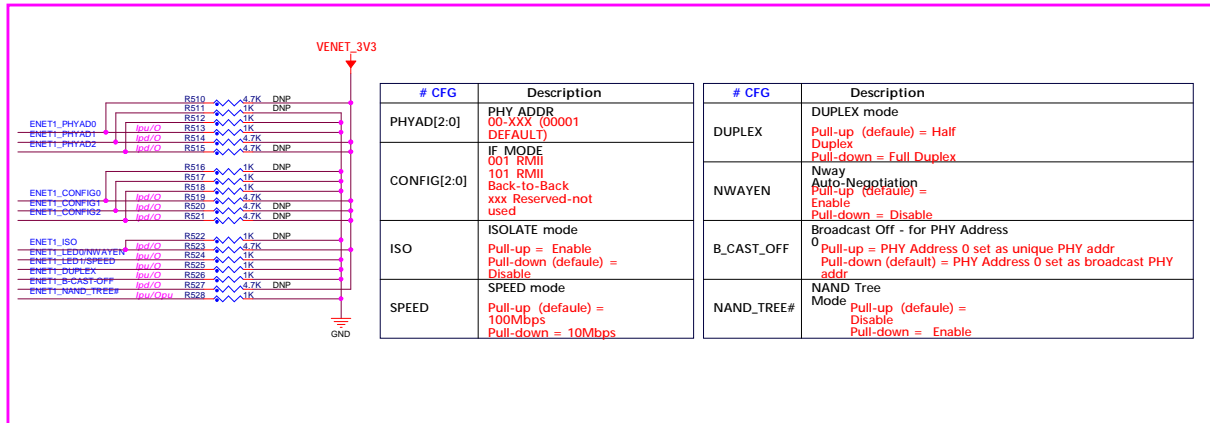 VENET_3V3
R510 4.7K DNP
R511 1K DNP
R512 1K
ENET1_PHYAD0 Ipu/O R513 1K
ENET1_PHYAD1 Ipd/O R514 4.7K
ENET1_PHYAD2 Ipd/O R515 4.7K DNP
R516 1K DNP
R517 1K
R518 1K
ENET1_CONFIG0 Ipd/O R519 4.7K
ENET1_CONFIG1 Ipd/O R520 4.7K DNP
ENET1_CONFIG2 Ipd/O R521 4.7K DNP
R522 1K DNP
ENET1_ISO Ipd/O R523 4.7K
ENET1_LED0/NWAYEN Ipu/O R524 1K
ENET1_LED1/SPEED Ipu/O R525 1K
ENET1_DUPLEX Ipu/O R526 1K
ENET1_B-CAST-OFF Ipd/O R527 4.7K DNP
ENET1_NAND_TREE# Ipu/Opu R528 1K
GND
# CFG Description
PHYAD[2:0] PHY ADDR
00-XXX (00001
DEFAULT)
CONFIG[2:0] IF MODE
001 RMII
101 RMII
Back-to-Back
xxx Reserved-not
used
ISO ISOLATE mode
Pull-up = Enable
Pull-down (defaule) =
Disable
SPEED SPEED mode
Pull-up (defaule) =
100Mbps
Pull-down = 10Mbps
# CFG Description
DUPLEX DUPLEX mode
Pull-up (defaule) = Half
Duplex
Pull-down = Full Duplex
NWAYEN Nway
Auto-Negotiation
Pull-up (defaule) =
Enable
Pull-down = Disable
B_CAST_OFF Broadcast Off - for PHY Address
0
Pull-up = PHY Address 0 set as unique PHY addr
Pull-down (default) = PHY Address 0 set as broadcast PHY
addr
NAND_TREE# NAND Tree
Mode
Pull-up (defaule) =
Disable
Pull-down = Enable